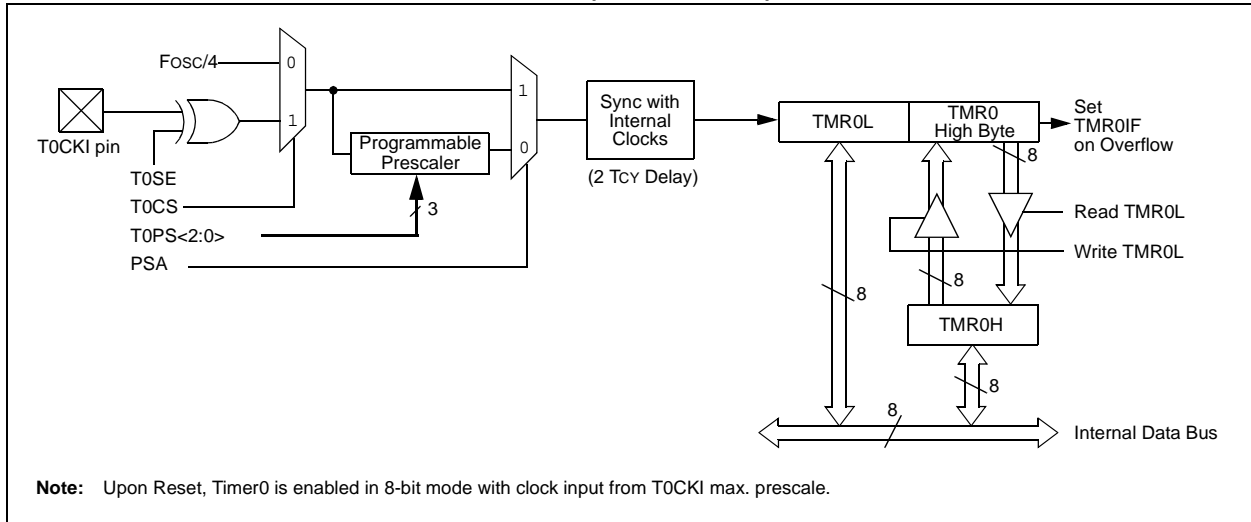 FOSC/4
0
1
T0CKI pin
T0SE
T0CS
T0PS<2:0>
PSA
Programmable
Prescaler
3
1
0
Sync with
Internal
Clocks
(2 TCY Delay)
TMR0L
TMR0
High Byte
Set
TMR0IF
on Overflow
8
Read TMR0L
Write TMR0L
8
8
TMR0H
8
8
Internal Data Bus
Note: Upon Reset, Timer0 is enabled in 8-bit mode with clock input from T0CKI max. prescale.